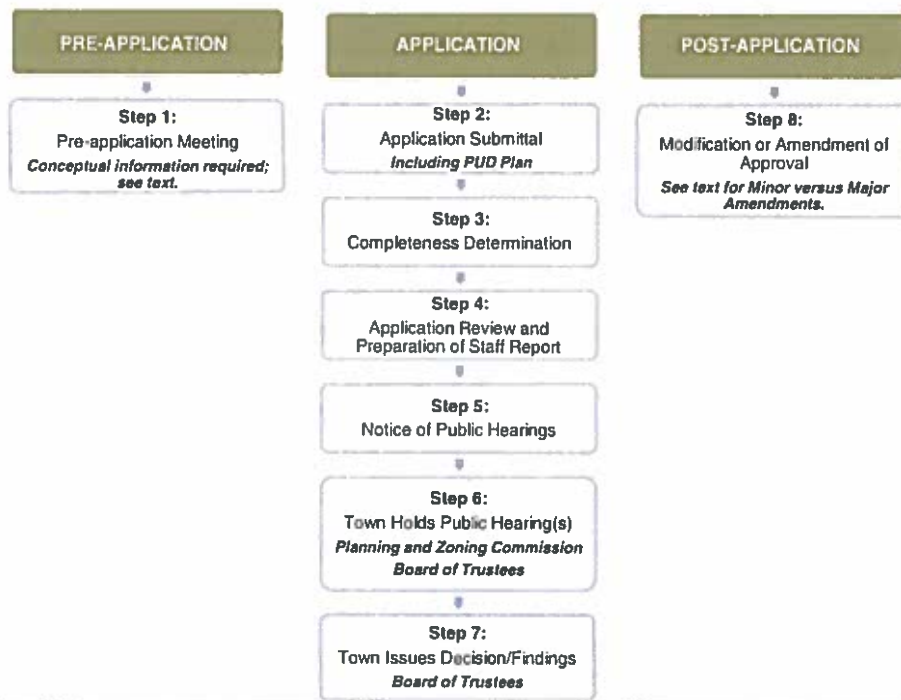 PRE-APPLICATION
Step 1:
Pre-application Meeting
Conceptual information required;
see text.
APPLICATION
Step 2:
Application Submittal
Including PUD Plan
Step 3:
Completeness Determination
Step 4:
Application Review and
Preparation of Staff Report
Step 5:
Notice of Public Hearings
Step 6:
Town Holds Public Hearing(s)
Planning and Zoning Commission
Board of Trustees
Step 7:
Town Issues Decision/Findings
Board of Trustees
POST-APPLICATION
Step 8:
Modification or Amendment of
Approval
See text for Minor versus Major
Amendments.